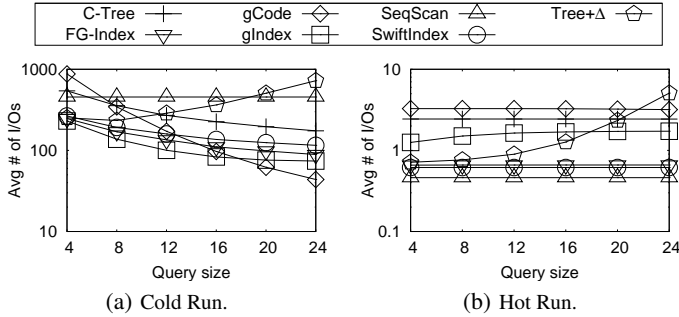 C-Tree gCode SeqScan Tree+Δ
FG-Index gIndex SwiftIndex
1000 10
100 1
10 0.1
Avg # of I/Os Avg # of I/Os
4 8 12 16 20 24 4 8 12 16 20 24
Query size Query size
(a) Cold Run. (b) Hot Run.